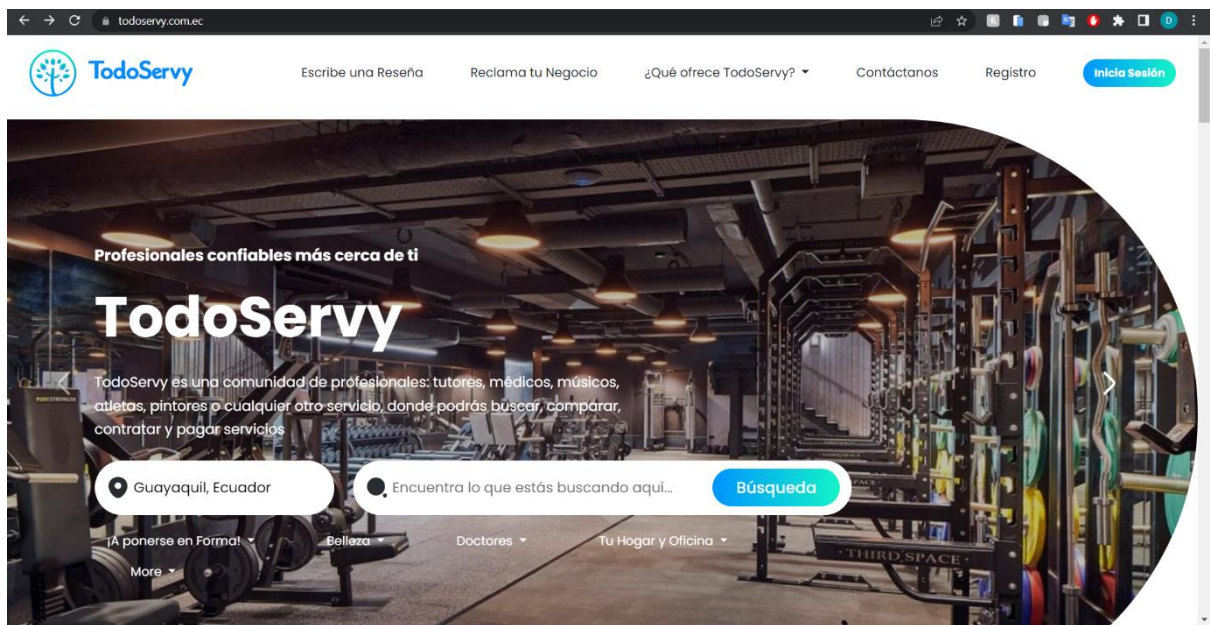 todoservy.com.ec
D
TodoServy
Escribe una Reseña
Reclama tu Negocio
¿Qué ofrece TodoServy?
Contáctanos
Registro
Inicia Sesión
Profesionales confiables más cerca de ti
TodoServy
TodoServy es una comunidad de profesionales: tutores, médicos, músicos,
atletas, pintores o cualquier otro servicio, donde podrás buscar, comparar,
contratar y pagar servicios
Guayaquil, Ecuador
Encuentra lo que estás buscando aquí...
Búsqueda
¡A ponerse en Forma!
Belleza
Doctores
Tu Hogar y Oficina
More
THIRD SPACE